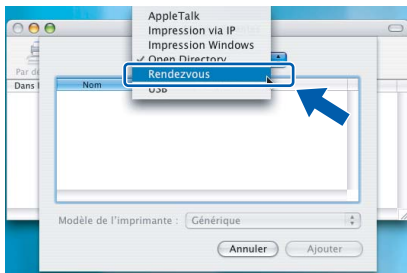 AppleTalk
Impression via IP
Impression Windows
✓ Open Directory
Rendezvous
USB
Par dé
Dans l
Nom
Modèle de l'imprimante : Générique
Annuler
Ajouter